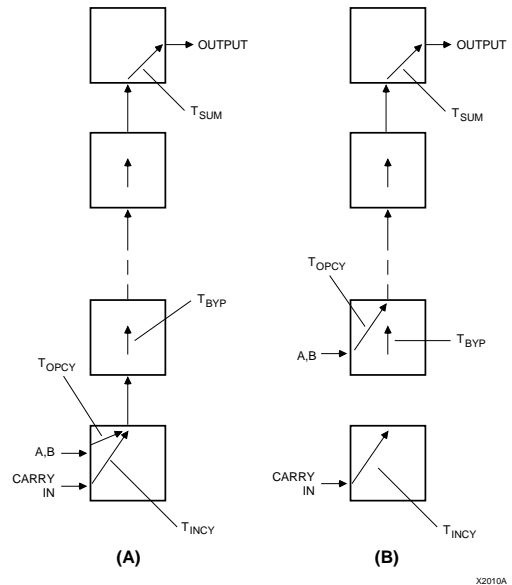 OUTPUT
T_SUM
T_BYP
T_OPCY
A,B
CARRY
IN
T_INCY
(A)
OUTPUT
T_SUM
T_OPCY
T_BYP
A,B
CARRY
IN
T_INCY
(B)
X2010A